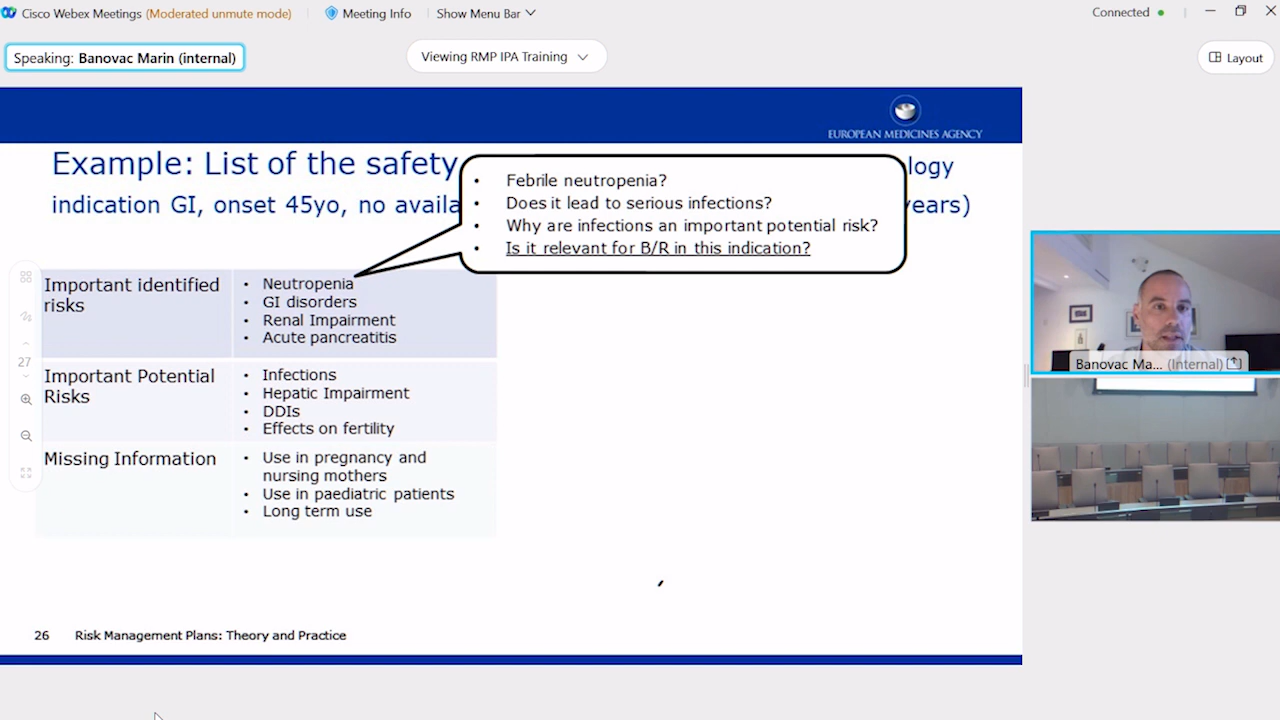 Cisco Webex Meetings (Moderated unmute mode) Meeting Info Show Menu Bar Connected
Speaking: Banovac Marin (internal) Viewing RMP IPA Training Layout
EUROPEAN MEDICINES AGENCY
Example: List of the safety logy
indication GI, onset 45yo, no availa years)
• Febrile neutropenia?
• Does it lead to serious infections?
• Why are infections an important potential risk?
• Is it relevant for B/R in this indication?
Important identified risks
• Neutropenia
• GI disorders
• Renal Impairment
• Acute pancreatitis
Important Potential
Risks
• Infections
• Hepatic Impairment
• DDIs
• Effects on fertility
Missing Information
• Use in pregnancy and
nursing mothers
• Use in paediatric patients
• Long term use
27
26 Risk Management Plans: Theory and Practice
Banovac Ma... (Internal)